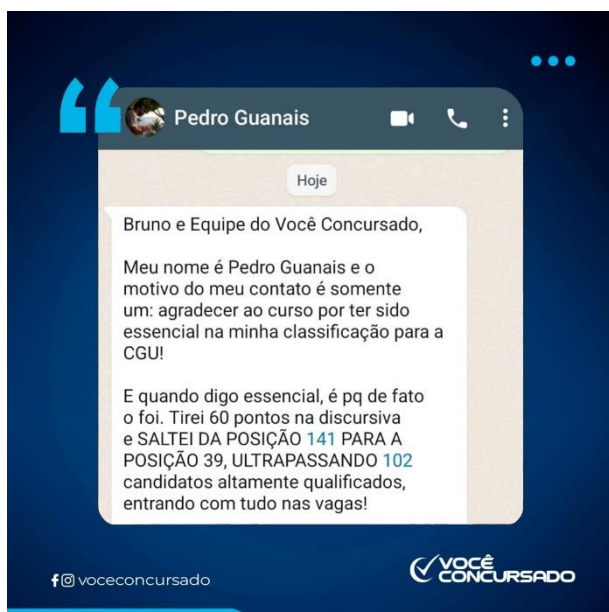 Pedro Guanais
Hoje
Bruno e Equipe do Você Concursado,
Meu nome é Pedro Guanais e o
motivo do meu contato é somente
um: agradecer ao curso por ter sido
essencial na minha classificação para a
CGU!
E quando digo essencial, é pq de fato
o foi. Tirei 60 pontos na discursiva
e SALTEI DA POSIÇÃO 141 PARA A
POSIÇÃO 39, ULTRAPASSANDO 102
candidatos altamente qualificados,
entrando com tudo nas vagas!
voceconcursado
VOCÊ
CONCURSADO